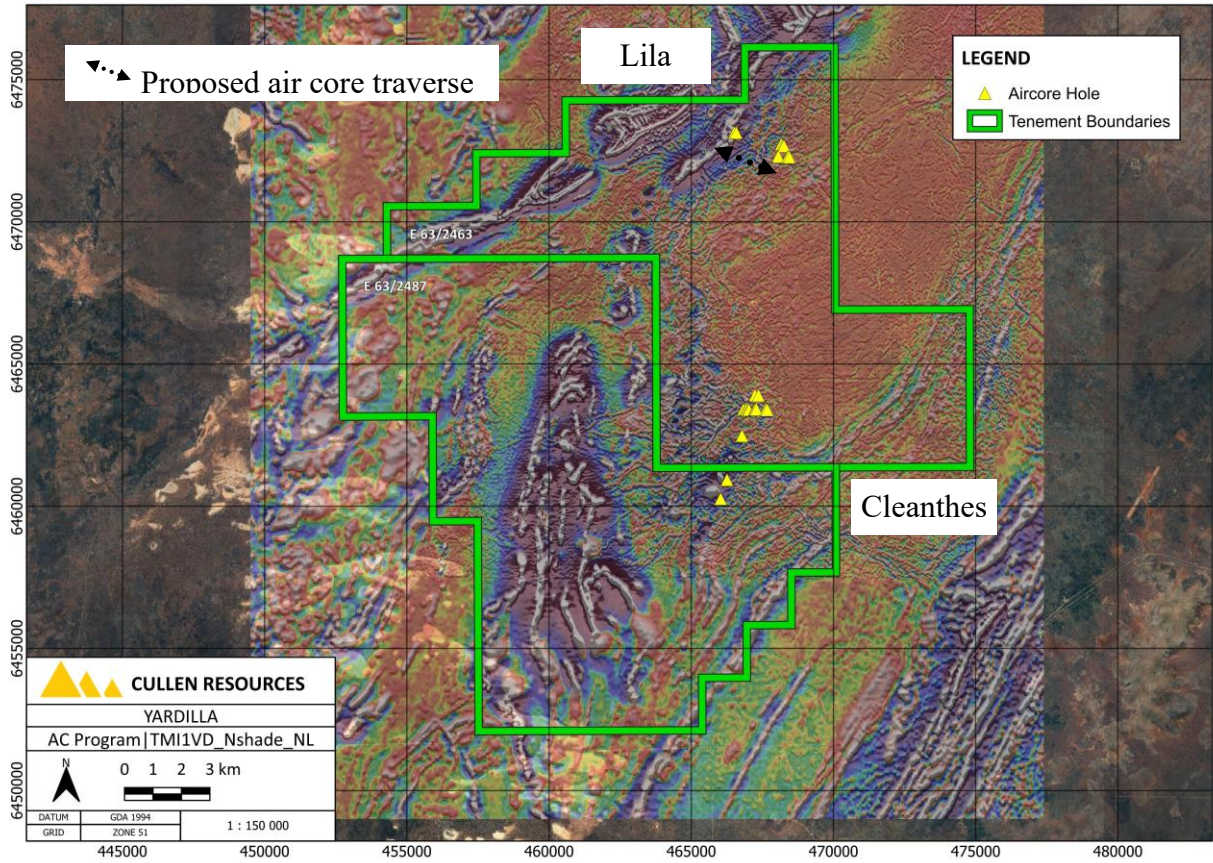 Proposed air core traverse
Lila
LEGEND
Aircore Hole
Tenement Boundaries
E 63/2463
E 63/2487
Cleanthes
6475000
6470000
6465000
6460000
6455000
6450000
CULLEN RESOURCES
YARDILLA
AC Program|TMI1VD_Nshade_NL
N
0 1 2 3 km
DATUM GDA 1994
GRID ZONE 51
1 : 150 000
445000 450000 455000 460000 465000 470000 475000 480000